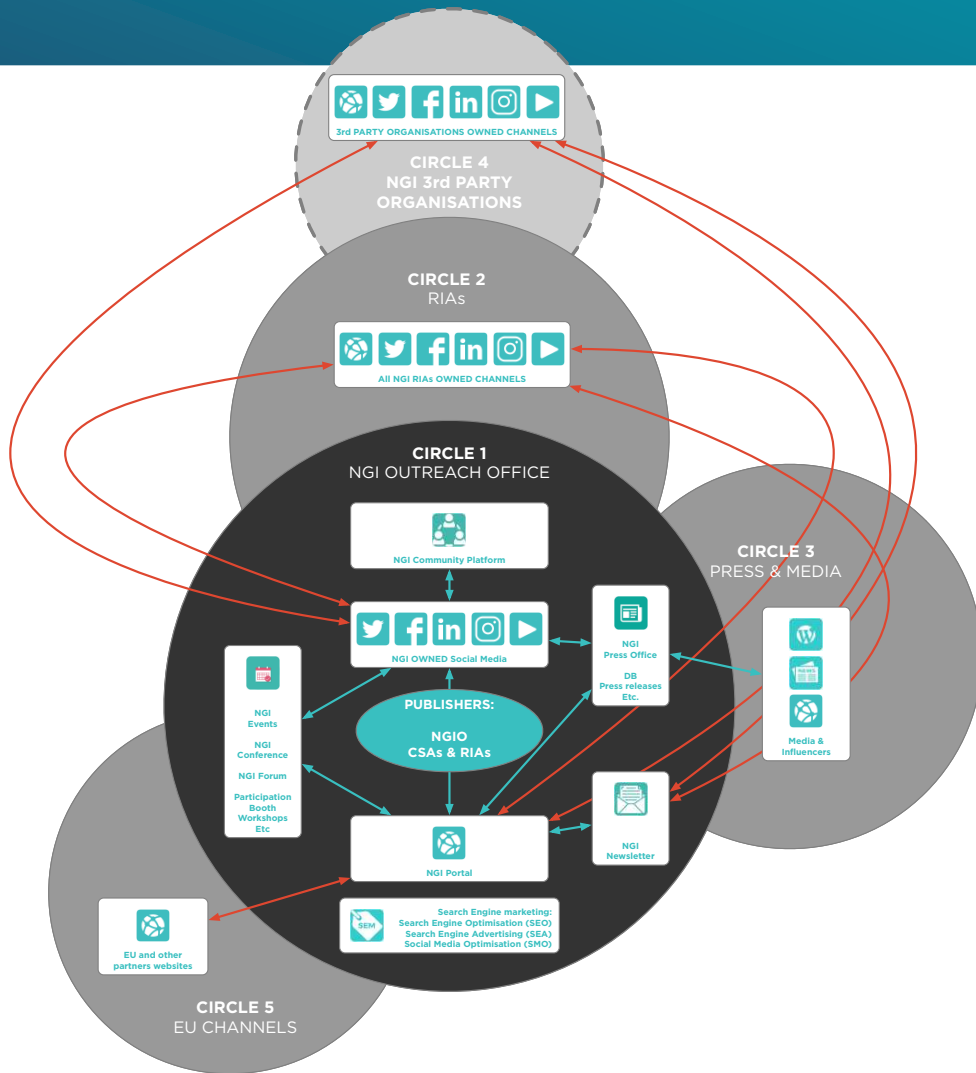 3rd PARTY ORGANISATIONS OWNED CHANNELS
CIRCLE 4
NGI 3rd PARTY
ORGANISATIONS
CIRCLE 2
RIAs
All NGI RIAs OWNED CHANNELS
CIRCLE 1
NGI OUTREACH OFFICE
NGI Community Platform
NGI OWNED Social Media
NGI
Press Office
DB
Press releases
Etc.
CIRCLE 3
PRESS & MEDIA
NEWS
Media &
Influencers
NGI
Events
NGI
Conference
NGI Forum
Participation
Booth
Workshops
Etc
PUBLISHERS:
NGIO
CSAs & RIAs
NGI Portal
NGI
Newsletter
SEM
Search Engine marketing:
Search Engine Optimisation (SEO)
Search Engine Advertising (SEA)
Social Media Optimisation (SMO)
EU and other
partners websites
CIRCLE 5
EU CHANNELS